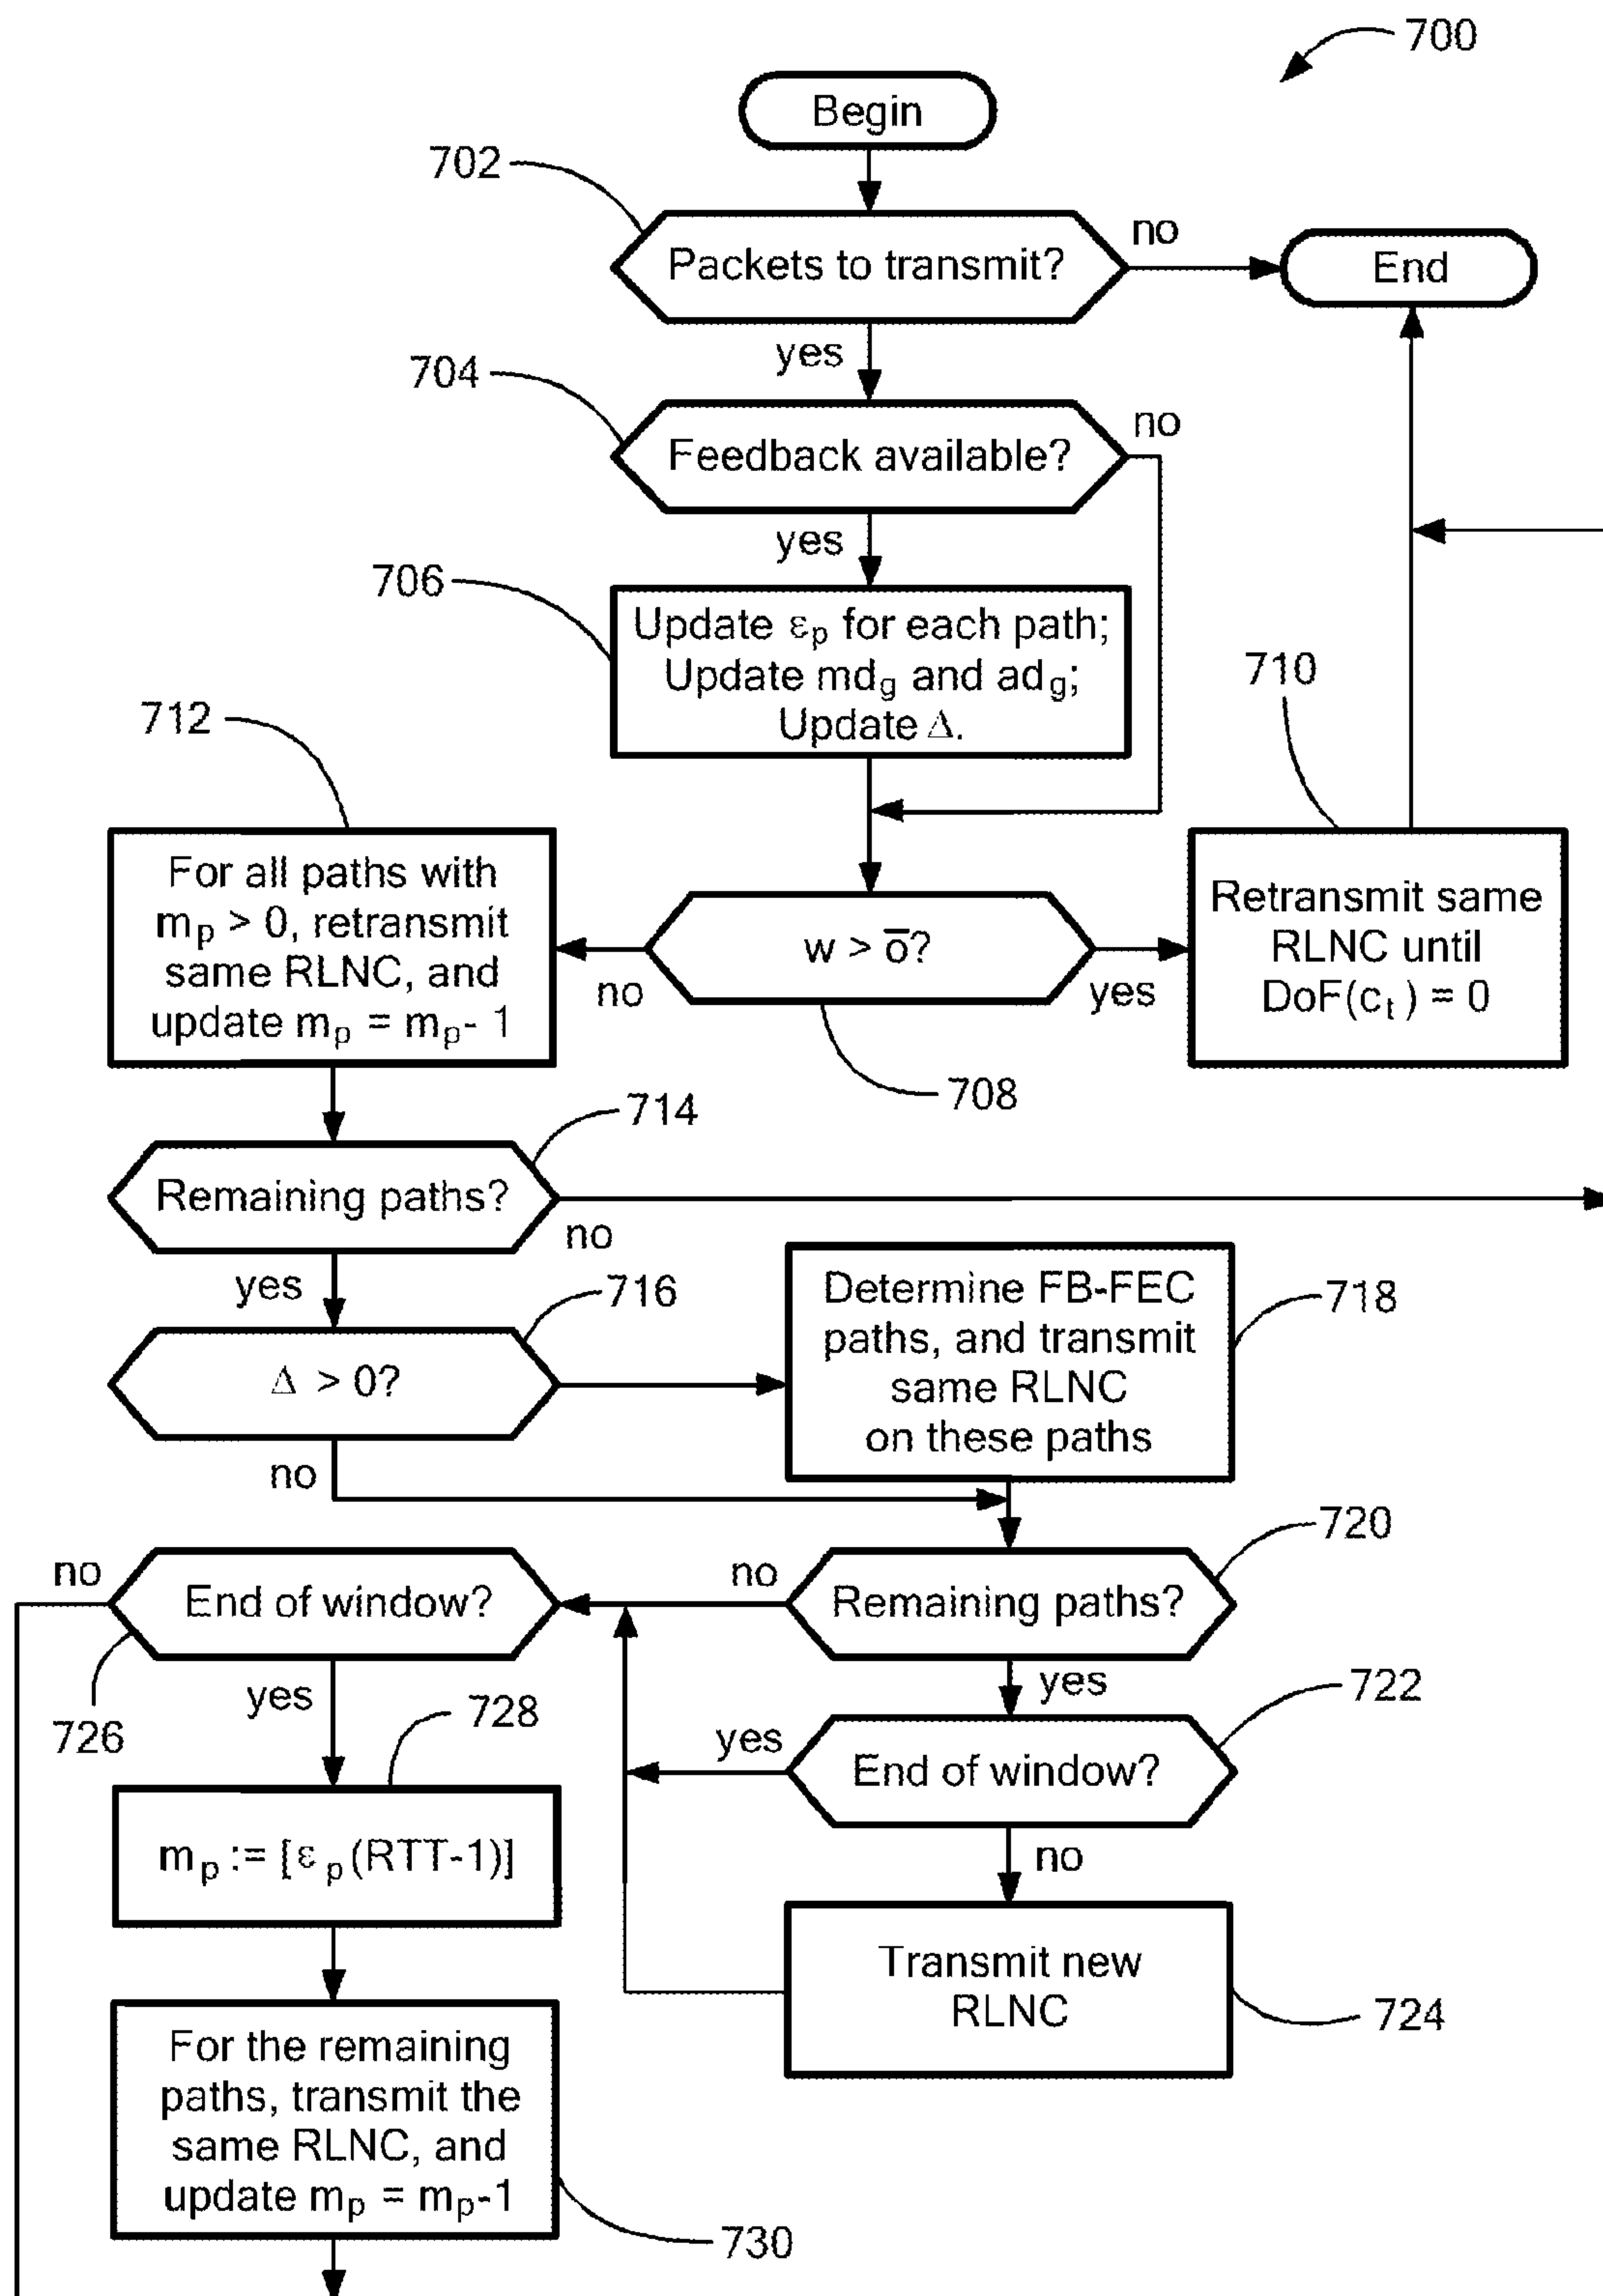 700
Begin
702
Packets to transmit?
no
End
yes
704
Feedback available?
no
yes
706
Update εp for each path;
Update mdg and adg;
Update Δ.
710
712
For all paths with
mp > 0, retransmit
same RLNC, and
update mp = mp- 1
w > o̅?
no
yes
Retransmit same
RLNC until
DoF(ct) = 0
708
714
Remaining paths?
no
yes
716
Δ > 0?
no
Determine FB-FEC
paths, and transmit
same RLNC
on these paths
718
720
Remaining paths?
no
yes
no
End of window?
726
yes
722
End of window?
yes
no
728
mp := [εp(RTT-1)]
Transmit new
RLNC
724
For the remaining
paths, transmit the
same RLNC, and
update mp = mp-1
730